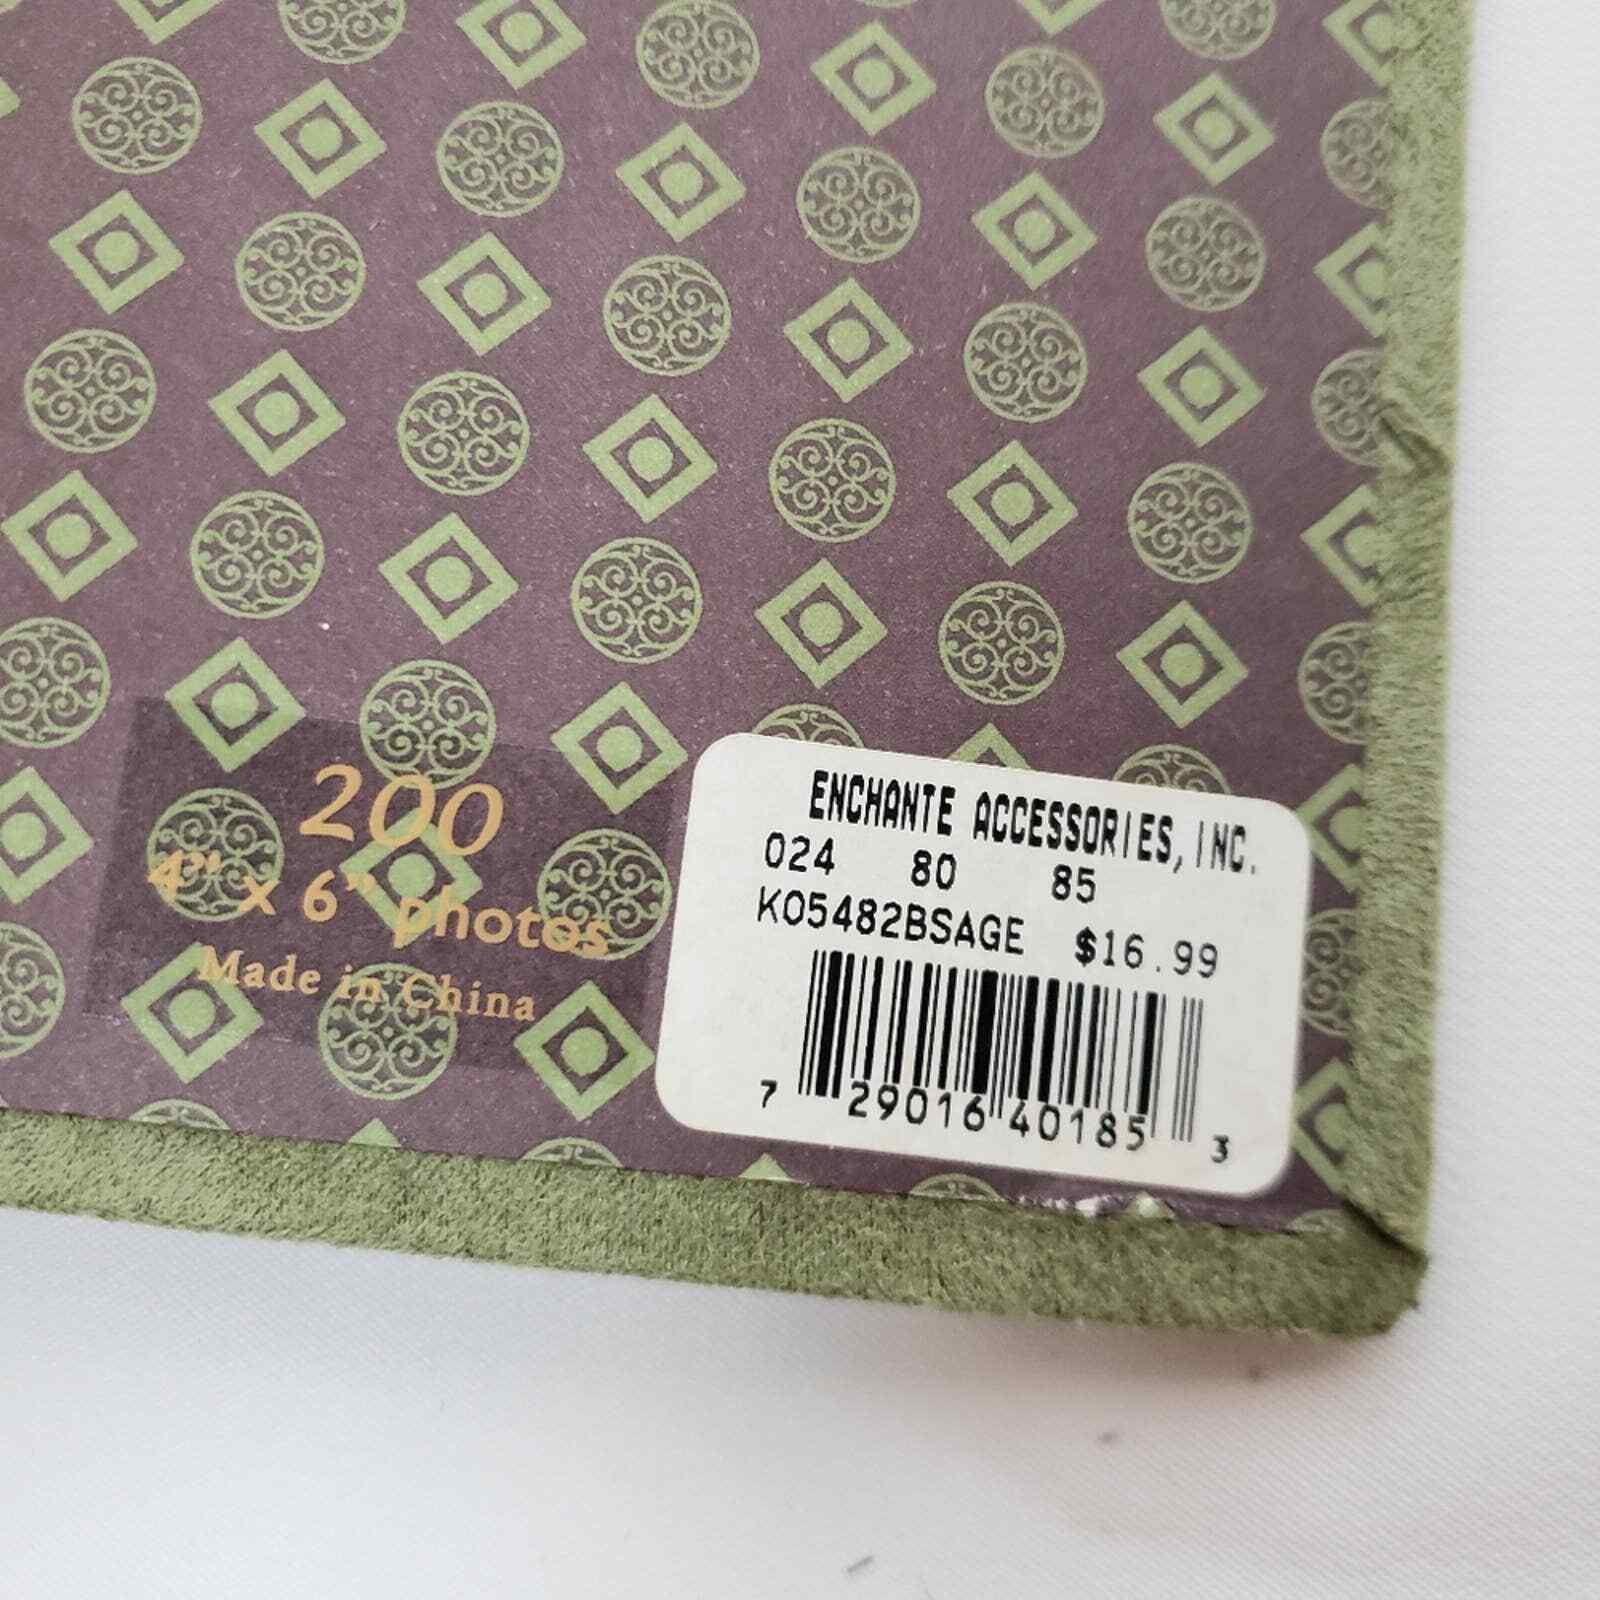 200
4" x 6" photos
Made in China
ENCHANTE ACCESSORIES, INC.
024 80 85
K05482BSAGE $16.99
7 29016 40185 3